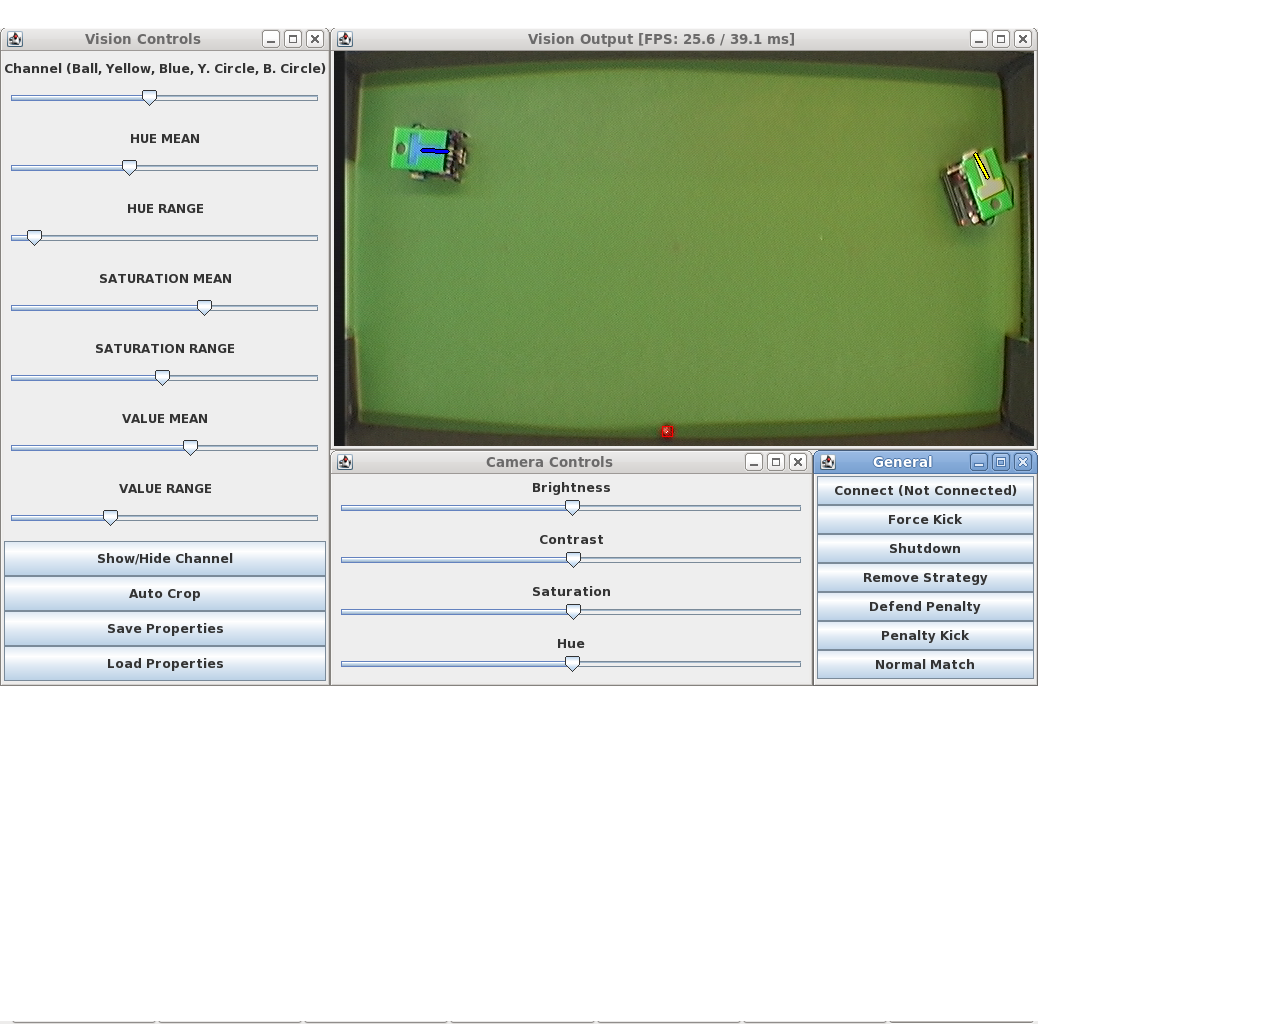 Vision Controls
Channel (Ball, Yellow, Blue, Y. Circle, B. Circle)
HUE MEAN
HUE RANGE
SATURATION MEAN
SATURATION RANGE
VALUE MEAN
VALUE RANGE
Show/Hide Channel
Auto Crop
Save Properties
Load Properties
Vision Output [FPS: 25.6 / 39.1 ms]
Camera Controls
Brightness
Contrast
Saturation
Hue
General
Connect (Not Connected)
Force Kick
Shutdown
Remove Strategy
Defend Penalty
Penalty Kick
Normal Match